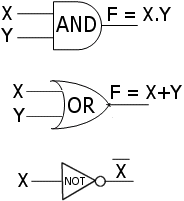 X
Y
AND
F = X.Y
X
Y
OR
F = X+Y
X
NOT
X̅